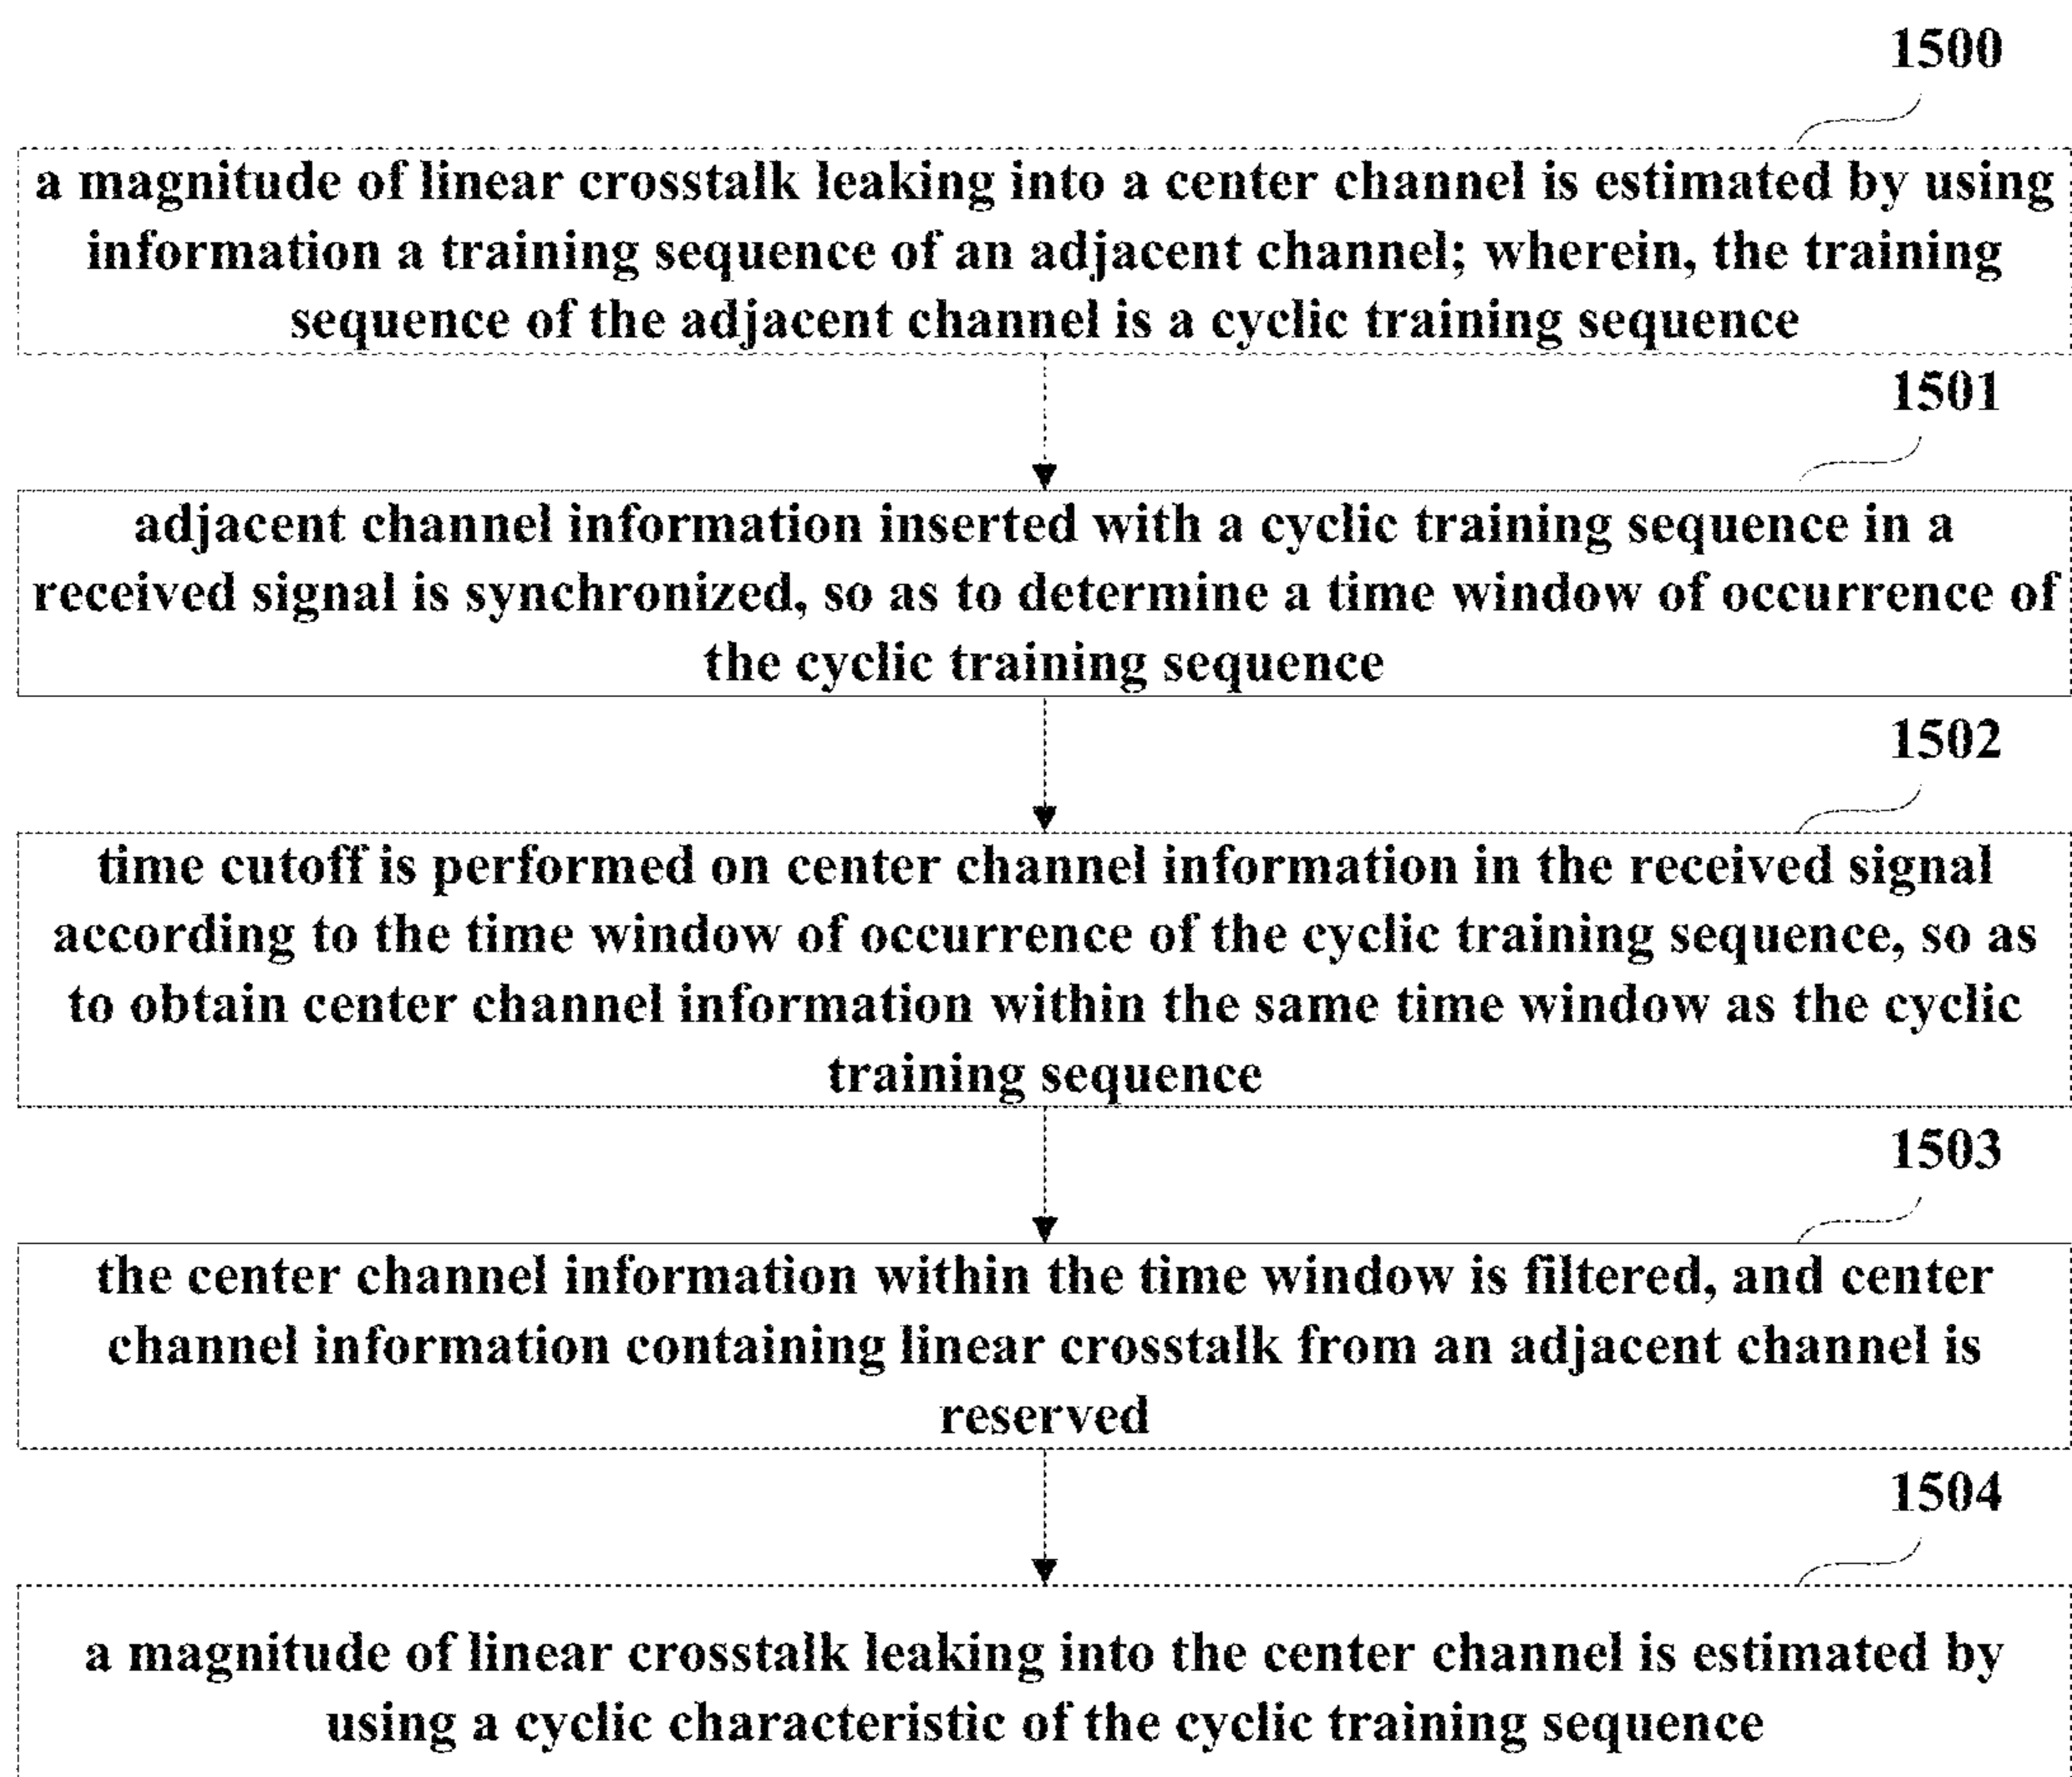 1500
a magnitude of linear crosstalk leaking into a center channel is estimated by using
information a training sequence of an adjacent channel; wherein, the training
sequence of the adjacent channel is a cyclic training sequence
1501
adjacent channel information inserted with a cyclic training sequence in a
received signal is synchronized, so as to determine a time window of occurrence of
the cyclic training sequence
1502
time cutoff is performed on center channel information in the received signal
according to the time window of occurrence of the cyclic training sequence, so as
to obtain center channel information within the same time window as the cyclic
training sequence
1503
the center channel information within the time window is filtered, and center
channel information containing linear crosstalk from an adjacent channel is
reserved
1504
a magnitude of linear crosstalk leaking into the center channel is estimated by
using a cyclic characteristic of the cyclic training sequence